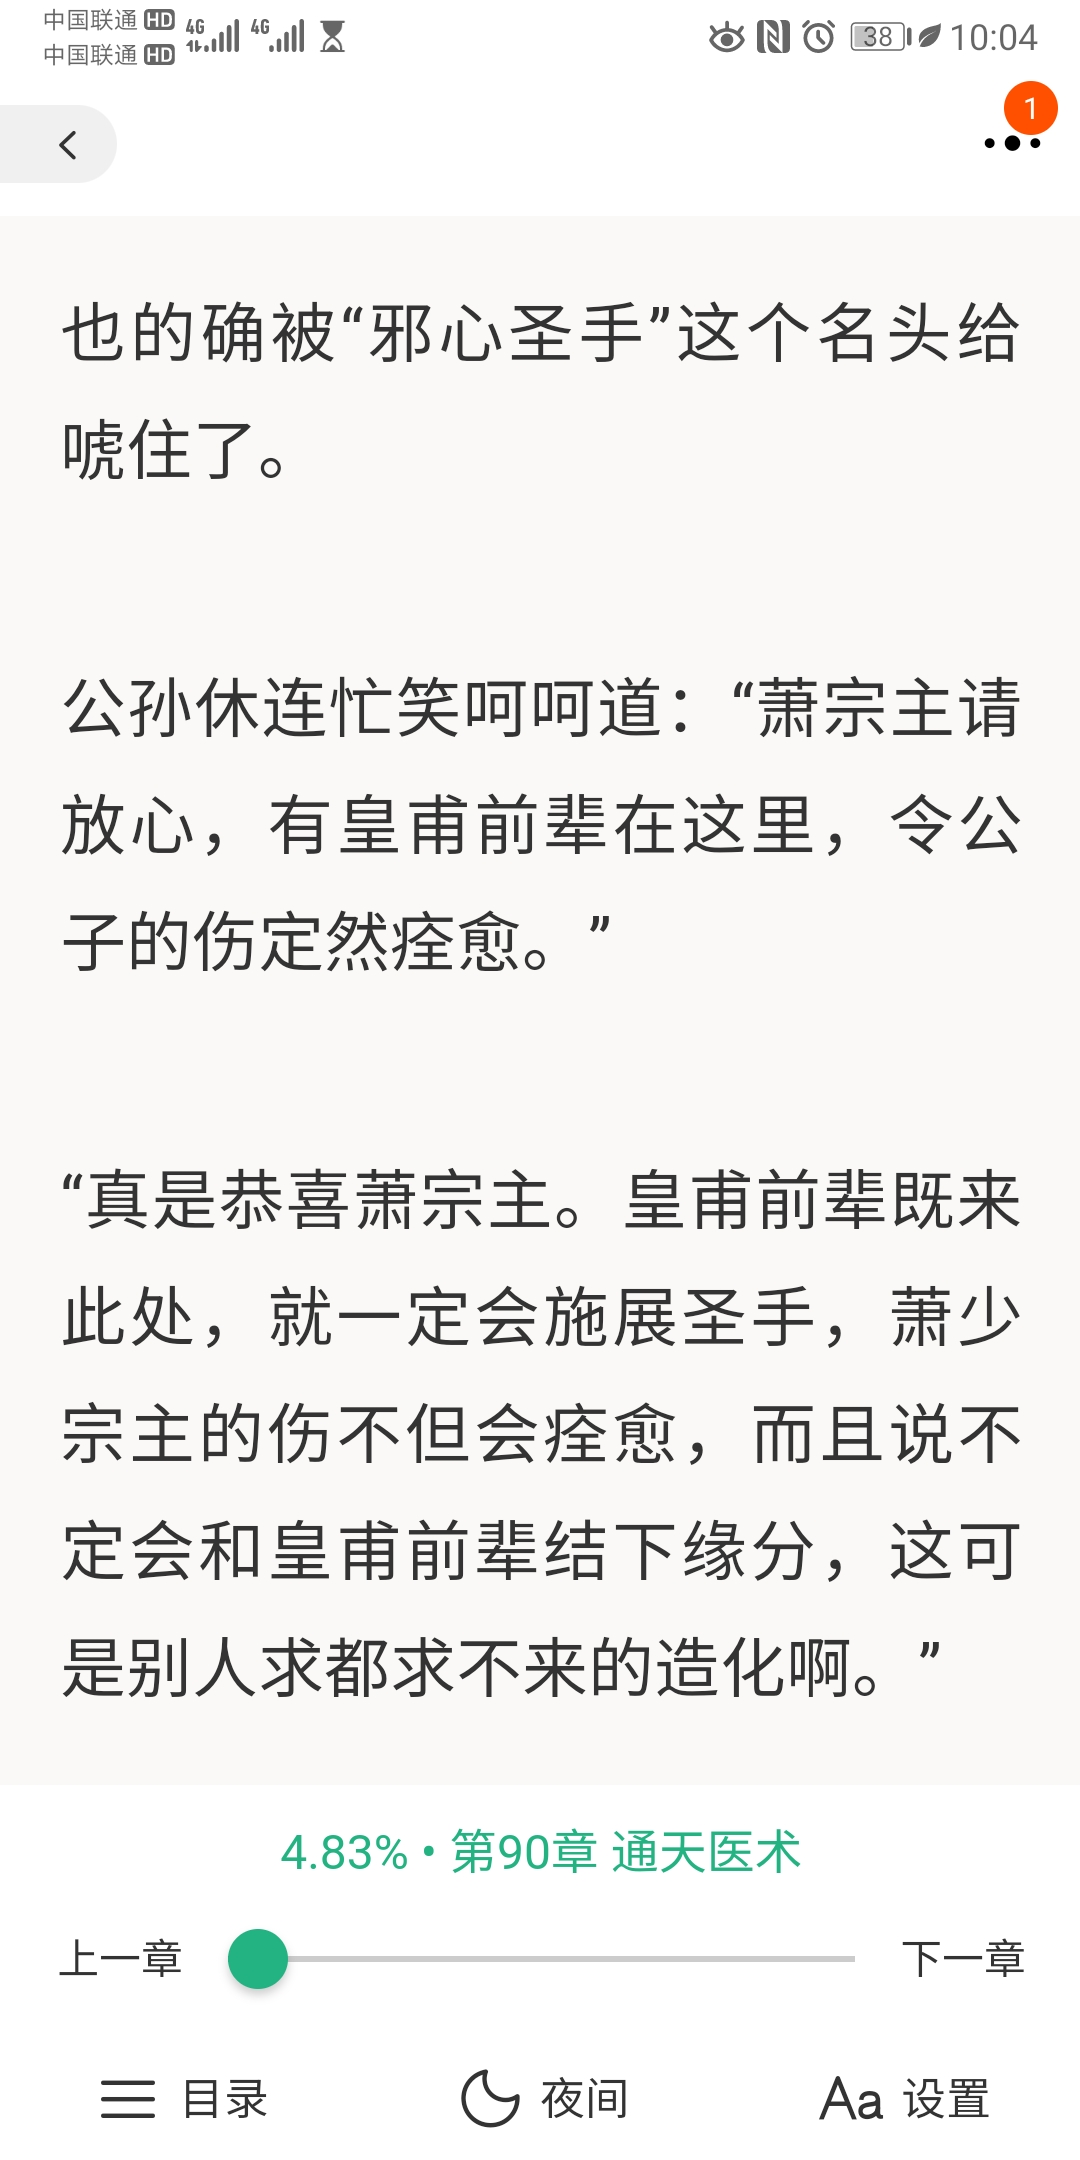 中国联通 HD 4G 4G 38 10:04
中国联通 HD
1
也的确被“邪心圣手”这个名头给
唬住了。
公孙休连忙笑呵呵道：“萧宗主请
放心，有皇甫前辈在这里，令公
子的伤定然痊愈。”
“真是恭喜萧宗主。皇甫前辈既来
此处，就一定会施展圣手，萧少
宗主的伤不但会痊愈，而且说不
定会和皇甫前辈结下缘分，这可
是别人求都求不来的造化啊。”
4.83% • 第90章 通天医术
上一章 下一章
目录 夜间 Aa 设置